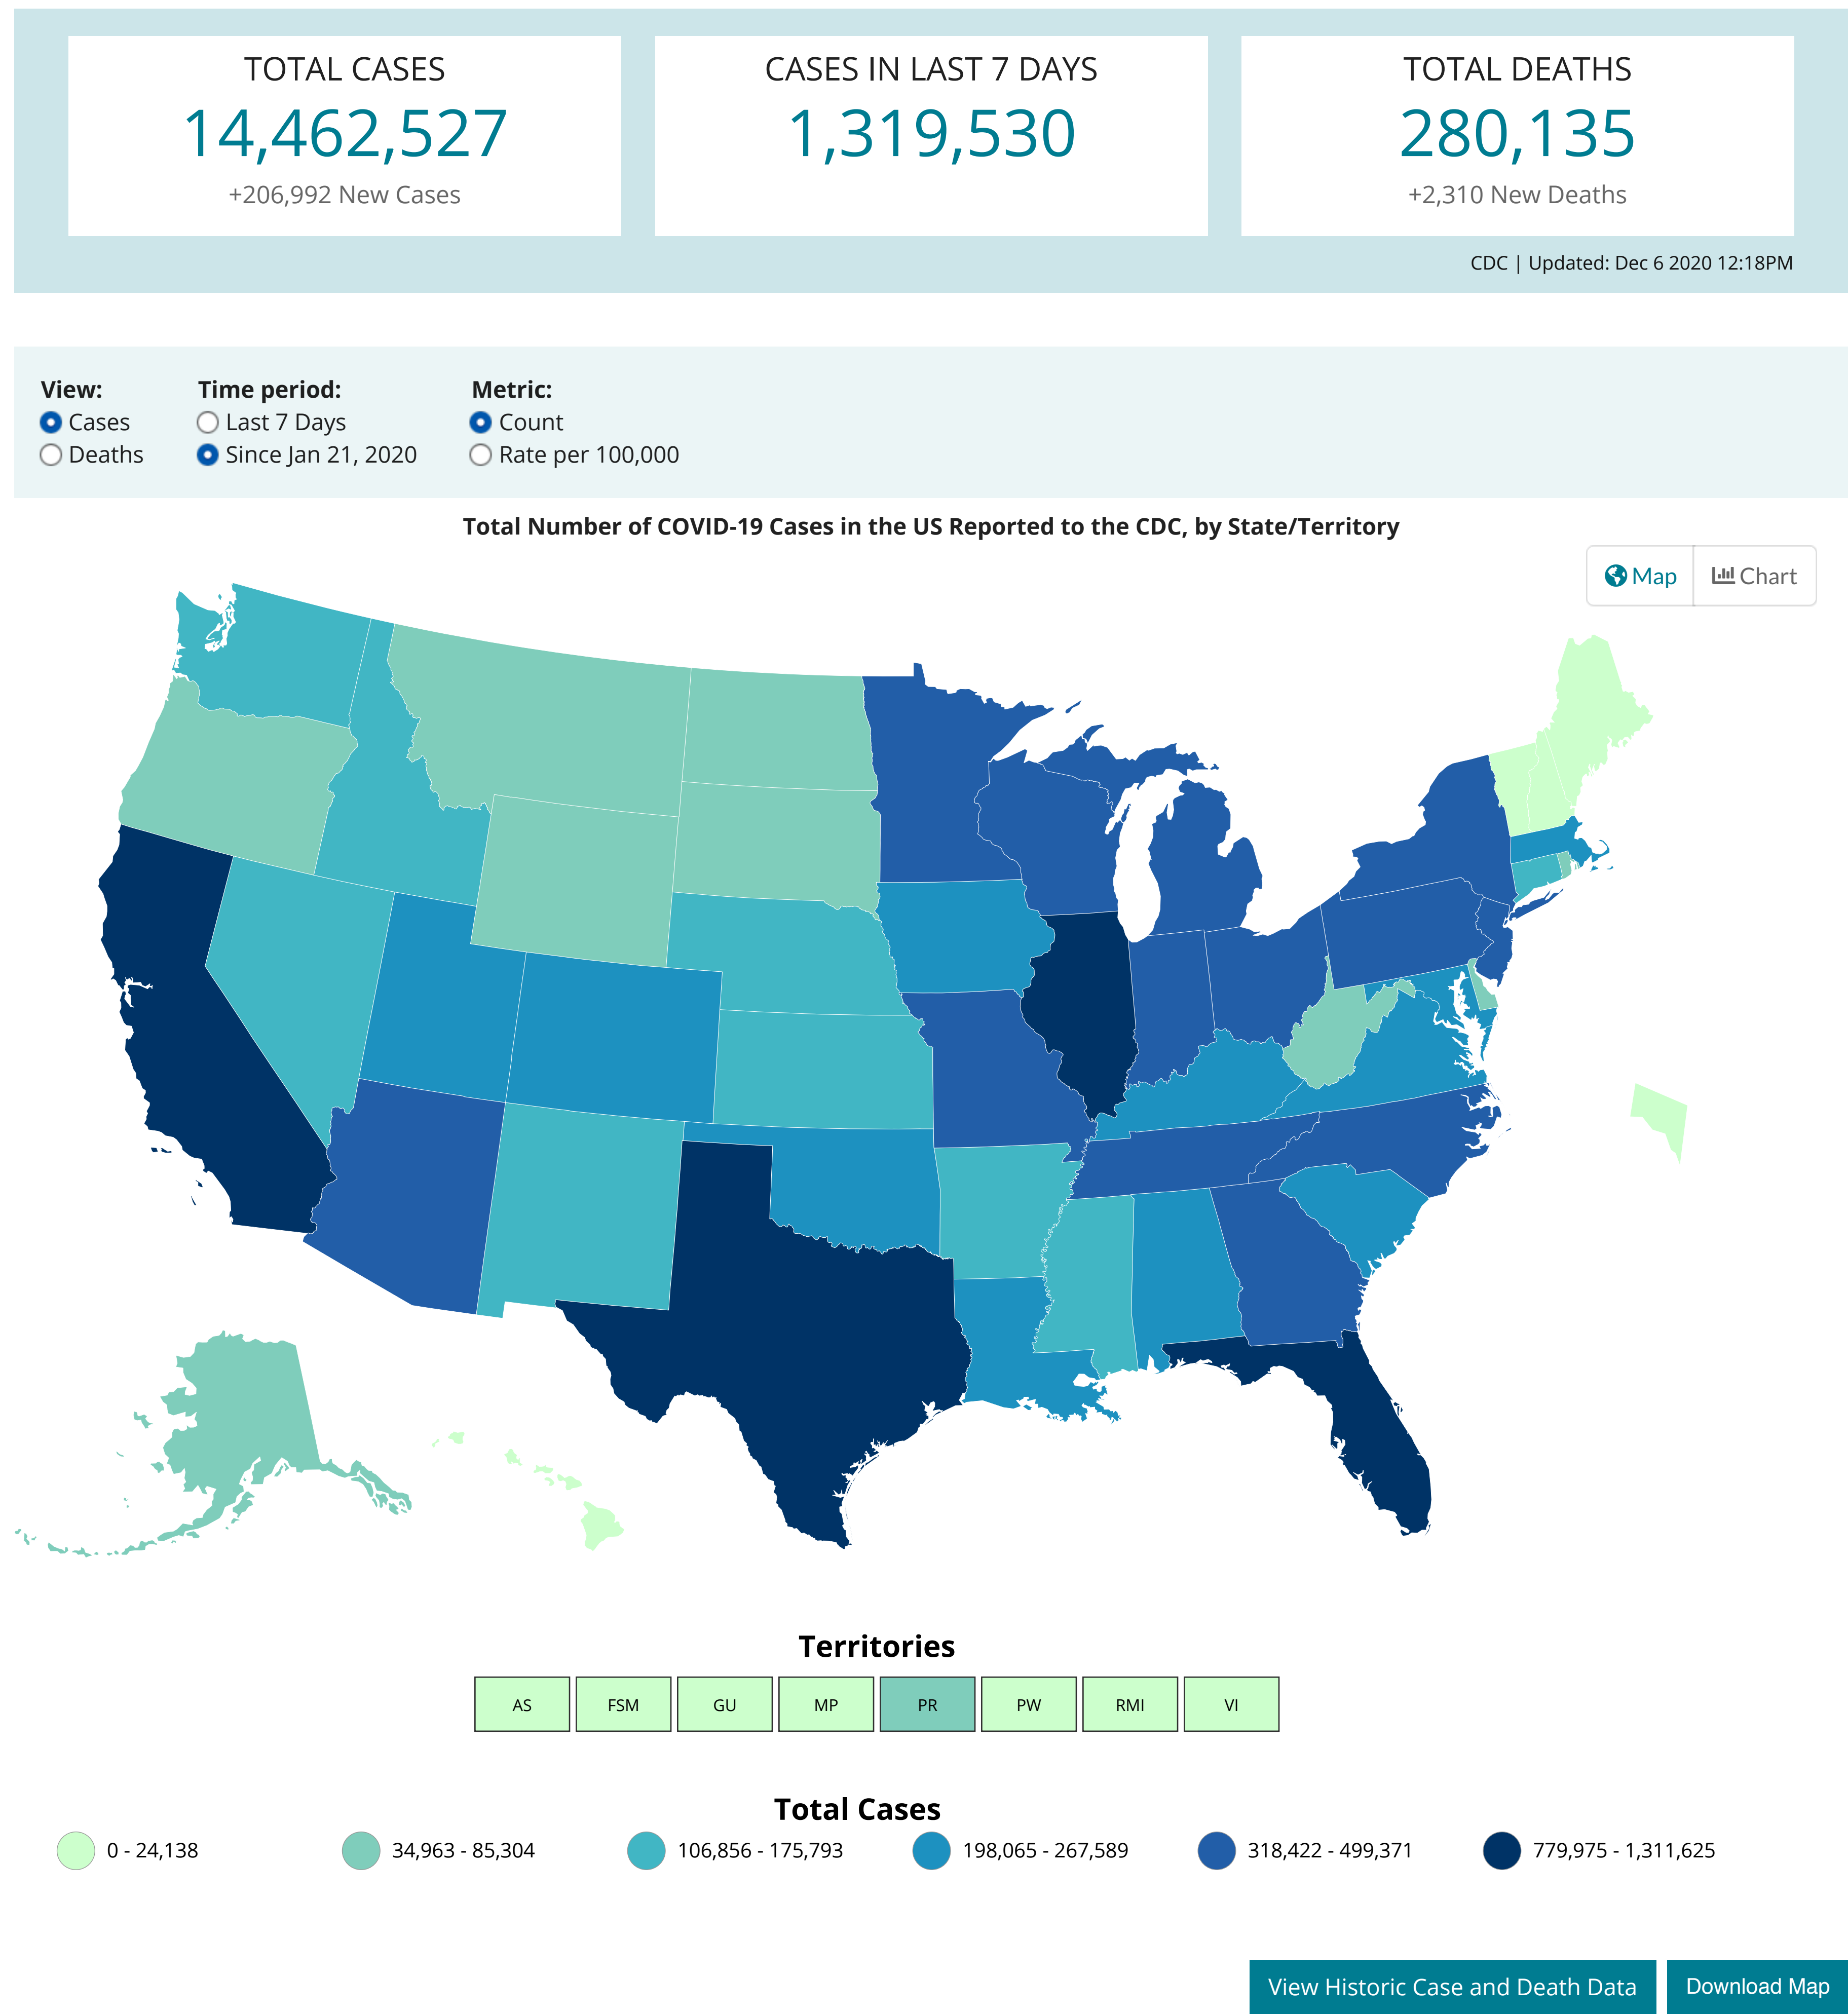 TOTAL CASES
14,462,527
+206,992 New Cases
CASES IN LAST 7 DAYS
1,319,530
TOTAL DEATHS
280,135
+2,310 New Deaths
CDC | Updated: Dec 6 2020 12:18PM
View:
Cases
Deaths
Time period:
Last 7 Days
Since Jan 21, 2020
Metric:
Count
Rate per 100,000
Total Number of COVID-19 Cases in the US Reported to the CDC, by State/Territory
Map
Chart
Territories
AS
FSM
GU
MP
PR
PW
RMI
VI
Total Cases
0 - 24,138
34,963 - 85,304
106,856 - 175,793
198,065 - 267,589
318,422 - 499,371
779,975 - 1,311,625
View Historic Case and Death Data
Download Map